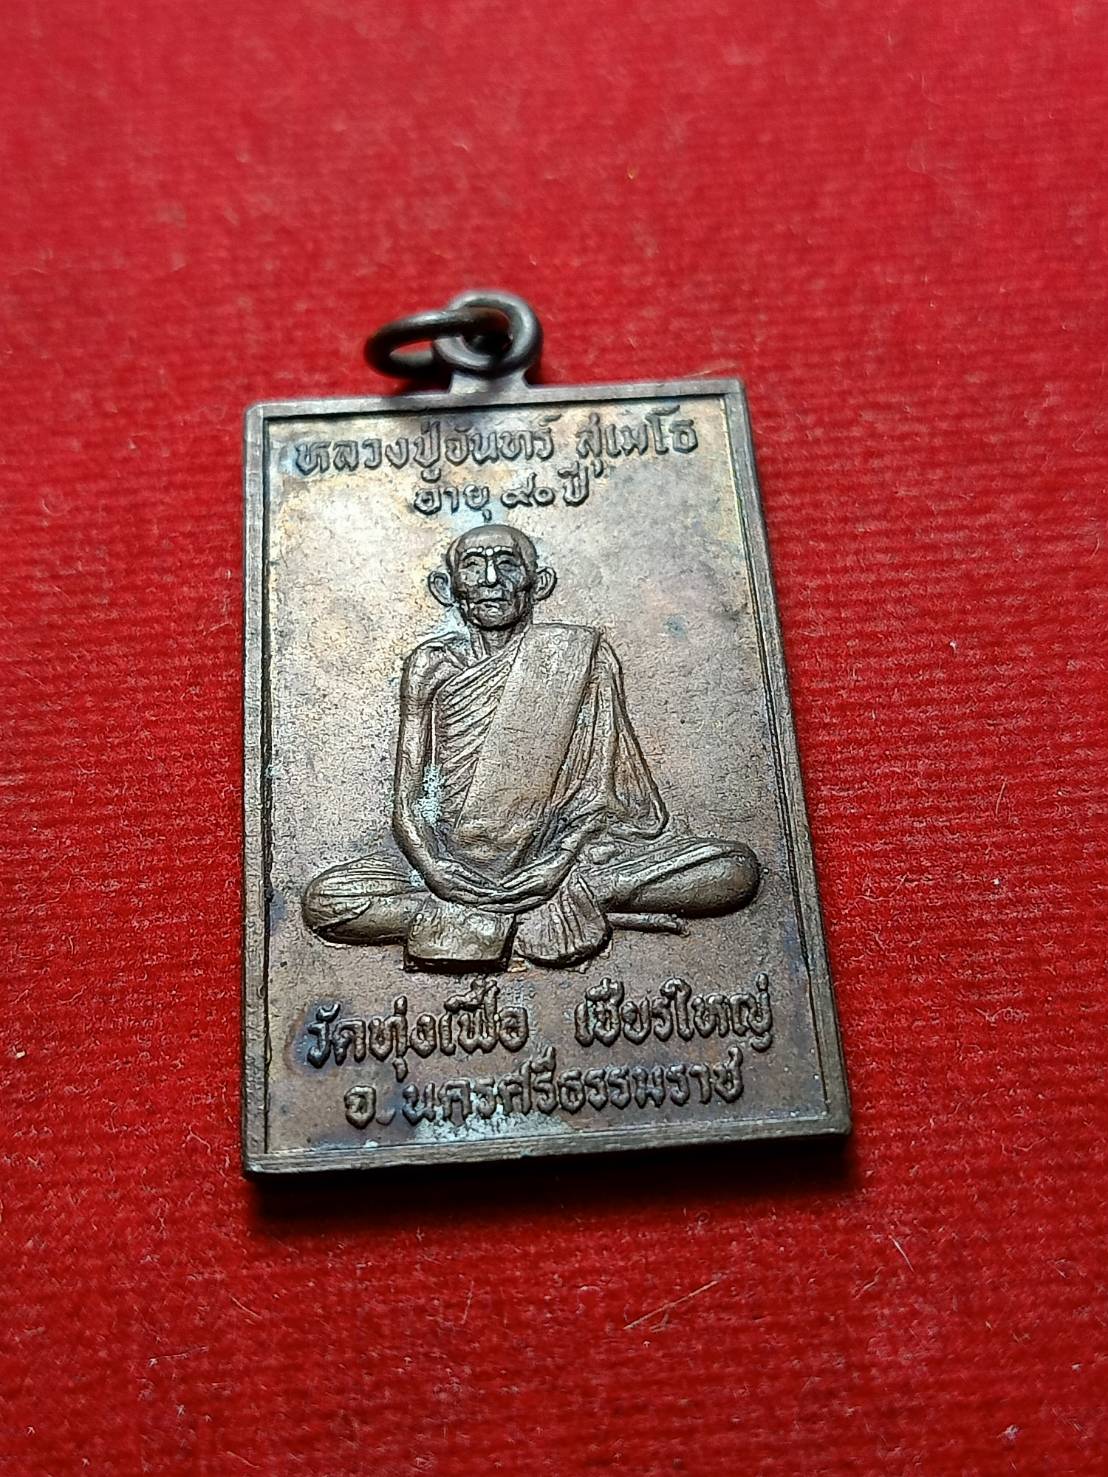 หลวงปู่จันทร์ สุเมโธ
อายุ ๙๐ ปี
วัดทุ่งเฟื้อ เชียรใหญ่
จ.นครศรีธรรมราช